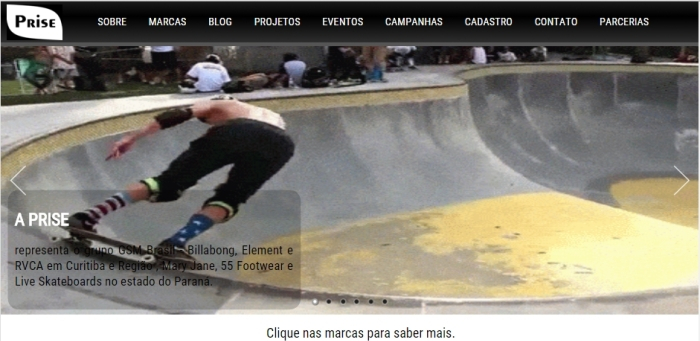 Prise
SOBRE MARCAS BLOG PROJETOS EVENTOS CAMPANHAS CADASTRO CONTATO PARCERIAS
A PRISE
representa o grupo GSM Brasil - Billabong, Element e
RVCA em Curitiba e Região , Mary Jane, 55 Footwear e
Live Skateboards no estado do Paraná.
Clique nas marcas para saber mais.